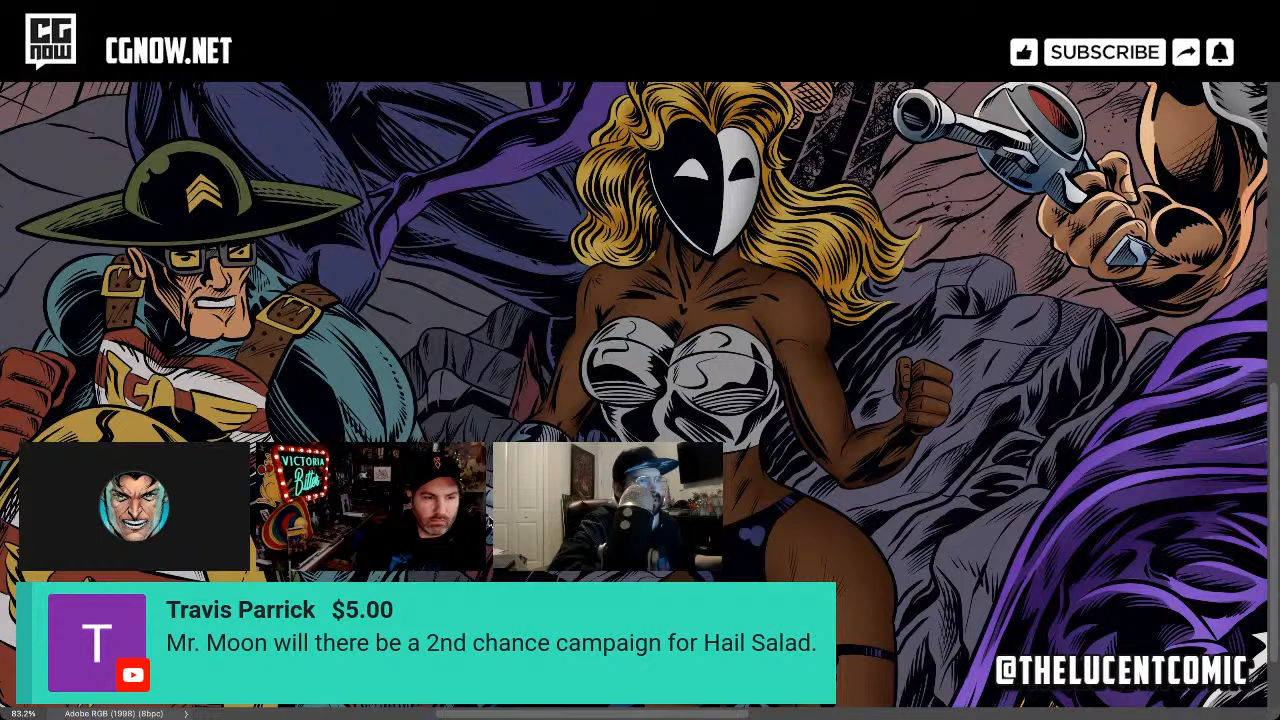 CG
NOW
CGNOW.NET
SUBSCRIBE
VICTORIA
Bitter
T
Travis Parrick $5.00
Mr. Moon will there be a 2nd chance campaign for Hail Salad.
@THELUCENTCOMIC
83.2% Adobe RGB (1998) (8bpc)